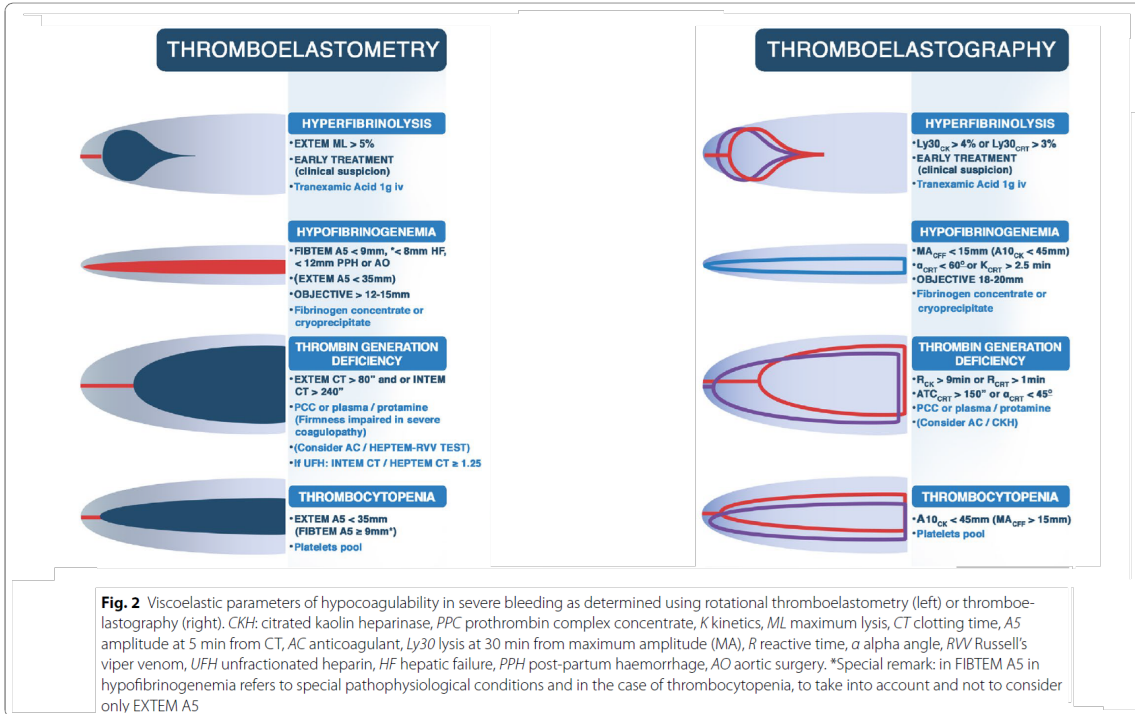 THROMBOELASTOMETRY
HYPERFIBRINOLYSIS
•EXTEM ML > 5%
•EARLY TREATMENT
(clinical suspicion)
•Tranexamic Acid 1g iv
HYPOFIBRINOGENEMIA
•FIBTEM A5 < 9mm, *< 8mm HF,
< 12mm PPH or AO
•(EXTEM A5 < 35mm)
•OBJECTIVE > 12-15mm
•Fibrinogen concentrate or
cryoprecipitate
THROMBIN GENERATION
DEFICIENCY
•EXTEM CT > 80" and or INTEM
CT > 240"
•PCC or plasma / protamine
(Firmness impaired in severe
coagulopathy)
•(Consider AC / HEPTEM-RVV TEST)
•If UFH: INTEM CT / HEPTEM CT ≥ 1.25
THROMBOCYTOPENIA
•EXTEM A5 < 35mm
(FIBTEM A5 ≥ 9mm*)
•Platelets pool
THROMBOELASTOGRAPHY
HYPERFIBRINOLYSIS
•Ly30CK > 4% or Ly30CRT > 3%
•EARLY TREATMENT
(clinical suspicion)
•Tranexamic Acid 1g iv
HYPOFIBRINOGENEMIA
•MACFF < 15mm (A10CK < 45mm)
•αCRT < 60º or KCRT > 2.5 min
•OBJECTIVE 18-20mm
•Fibrinogen concentrate or
cryoprecipitate
THROMBIN GENERATION
DEFICIENCY
•RCK > 9min or RCRT > 1min
•ATCCRT > 150" or αCRT < 45º
•PCC or plasma / protamine
•(Consider AC / CKH)
THROMBOCYTOPENIA
•A10CK < 45mm (MACFF > 15mm)
•Platelets pool
Fig. 2 Viscoelastic parameters of hypocoagulability in severe bleeding as determined using rotational thromboelastometry (left) or thromboe-
lastography (right). CKH: citrated kaolin heparinase, PPC prothrombin complex concentrate, K kinetics, ML maximum lysis, CT clotting time, A5
amplitude at 5 min from CT, AC anticoagulant, Ly30 lysis at 30 min from maximum amplitude (MA), R reactive time, α alpha angle, RVV Russell's
viper venom, UFH unfractionated heparin, HF hepatic failure, PPH post-partum haemorrhage, AO aortic surgery. *Special remark: in FIBTEM A5 in
hypofibrinogenemia refers to special pathophysiological conditions and in the case of thrombocytopenia, to take into account and not to consider
only EXTEM A5